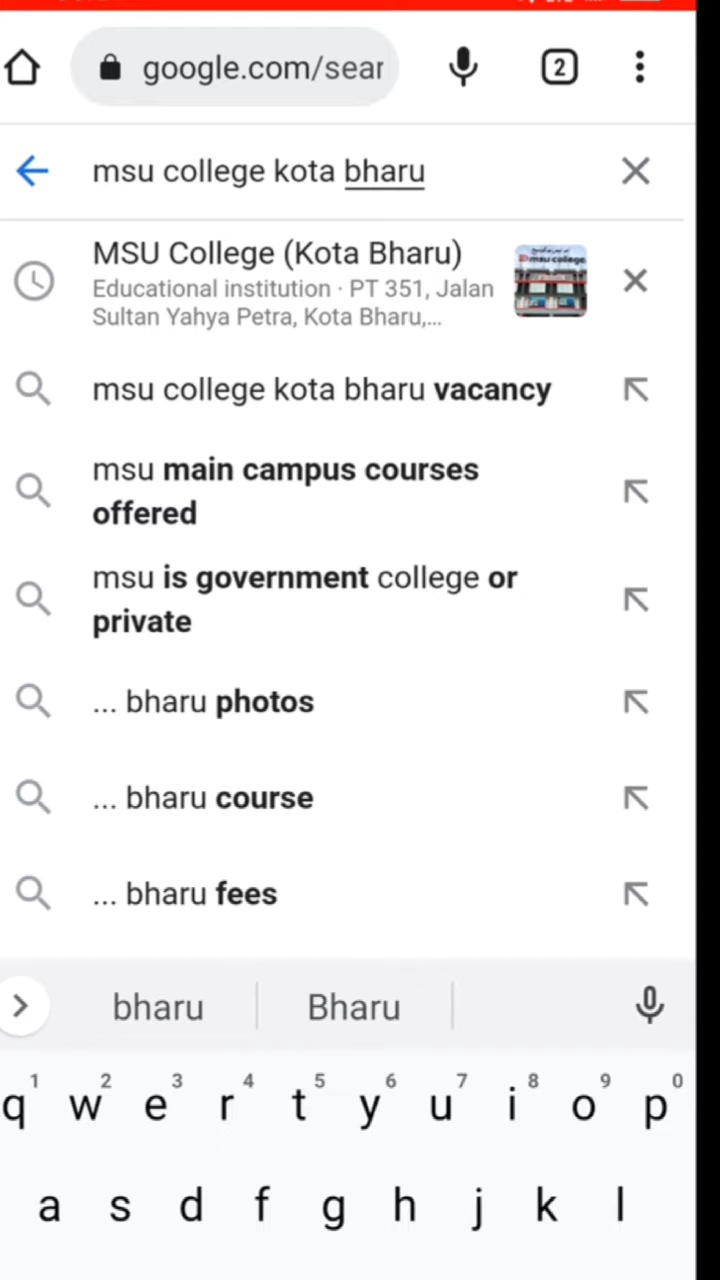 google.com/sear
2
msu college kota bharu
MSU College (Kota Bharu)
Educational institution · PT 351, Jalan
Sultan Yahya Petra, Kota Bharu,...
msu college
msu college kota bharu vacancy
msu main campus courses
offered
msu is government college or
private
... bharu photos
... bharu course
... bharu fees
bharu Bharu
1 2 3 4 5 6 7 8 9 0
q w e r t y u i o p
a s d f g h j k l